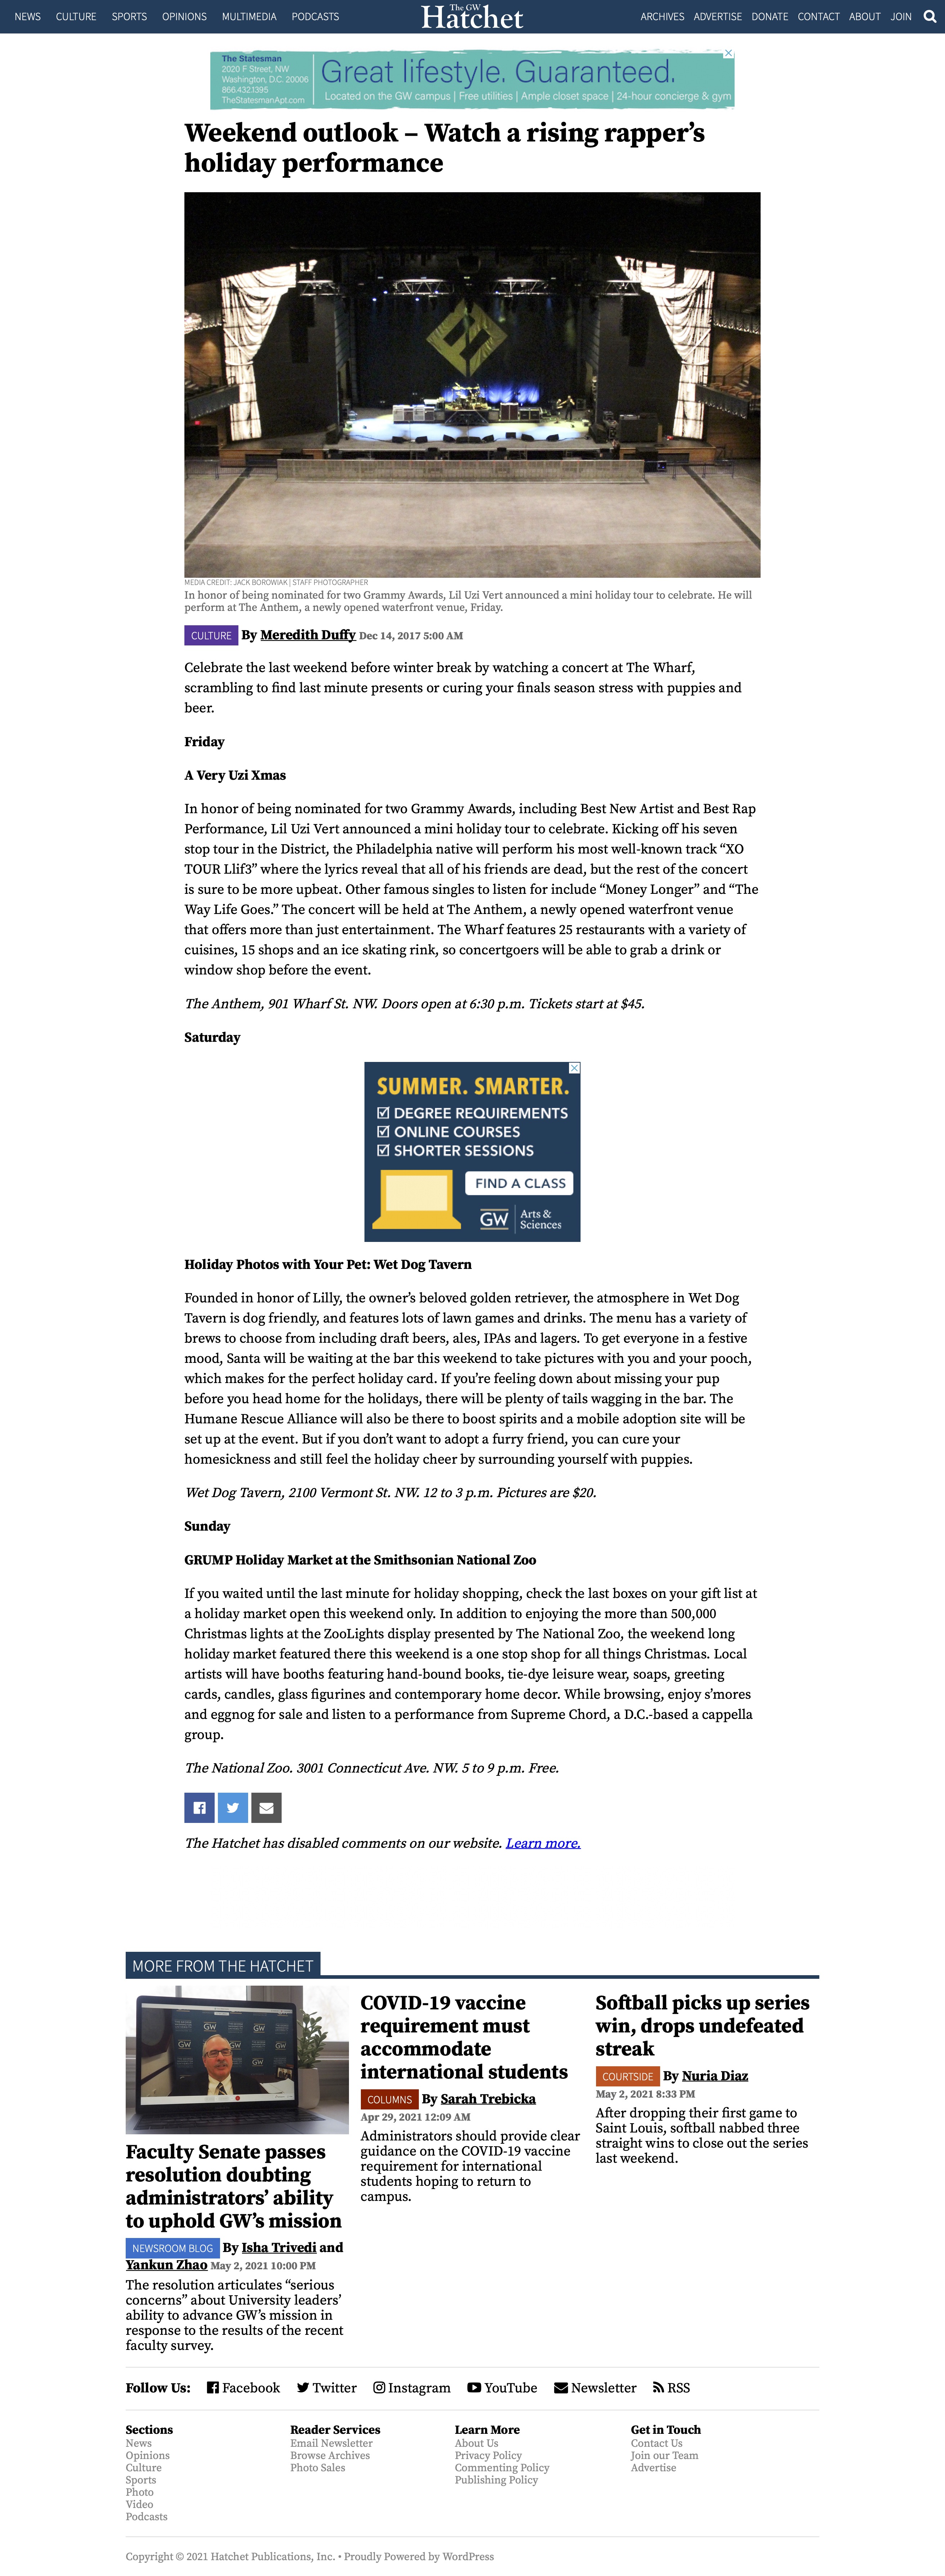 NEWS CULTURE SPORTS OPINIONS MULTIMEDIA PODCASTS
The GW
Hatchet
ARCHIVES ADVERTISE DONATE CONTACT ABOUT JOIN
The Statesman
2020 F Street, NW
Washington, D.C. 20006
866.432.1395
TheStatesmanApt.com
Great lifestyle. Guaranteed.
Located on the GW campus | Free utilities | Ample closet space | 24-hour concierge & gym
Weekend outlook – Watch a rising rapper’s
holiday performance
MEDIA CREDIT: JACK BOROWIAK | STAFF PHOTOGRAPHER
In honor of being nominated for two Grammy Awards, Lil Uzi Vert announced a mini holiday tour to celebrate. He will
perform at The Anthem, a newly opened waterfront venue, Friday.
CULTURE By Meredith Duffy Dec 14, 2017 5:00 AM
Celebrate the last weekend before winter break by watching a concert at The Wharf,
scrambling to find last minute presents or curing your finals season stress with puppies and
beer.
Friday
A Very Uzi Xmas
In honor of being nominated for two Grammy Awards, including Best New Artist and Best Rap
Performance, Lil Uzi Vert announced a mini holiday tour to celebrate. Kicking off his seven
stop tour in the District, the Philadelphia native will perform his most well-known track “XO
TOUR Llif3” where the lyrics reveal that all of his friends are dead, but the rest of the concert
is sure to be more upbeat. Other famous singles to listen for include “Money Longer” and “The
Way Life Goes.” The concert will be held at The Anthem, a newly opened waterfront venue
that offers more than just entertainment. The Wharf features 25 restaurants with a variety of
cuisines, 15 shops and an ice skating rink, so concertgoers will be able to grab a drink or
window shop before the event.
The Anthem, 901 Wharf St. NW. Doors open at 6:30 p.m. Tickets start at $45.
Saturday
SUMMER. SMARTER.
DEGREE REQUIREMENTS
ONLINE COURSES
SHORTER SESSIONS
FIND A CLASS
GW Arts &
Sciences
Holiday Photos with Your Pet: Wet Dog Tavern
Founded in honor of Lilly, the owner’s beloved golden retriever, the atmosphere in Wet Dog
Tavern is dog friendly, and features lots of lawn games and drinks. The menu has a variety of
brews to choose from including draft beers, ales, IPAs and lagers. To get everyone in a festive
mood, Santa will be waiting at the bar this weekend to take pictures with you and your pooch,
which makes for the perfect holiday card. If you’re feeling down about missing your pup
before you head home for the holidays, there will be plenty of tails wagging in the bar. The
Humane Rescue Alliance will also be there to boost spirits and a mobile adoption site will be
set up at the event. But if you don’t want to adopt a furry friend, you can cure your
homesickness and still feel the holiday cheer by surrounding yourself with puppies.
Wet Dog Tavern, 2100 Vermont St. NW. 12 to 3 p.m. Pictures are $20.
Sunday
GRUMP Holiday Market at the Smithsonian National Zoo
If you waited until the last minute for holiday shopping, check the last boxes on your gift list at
a holiday market open this weekend only. In addition to enjoying the more than 500,000
Christmas lights at the ZooLights display presented by The National Zoo, the weekend long
holiday market featured there this weekend is a one stop shop for all things Christmas. Local
artists will have booths featuring hand-bound books, tie-dye leisure wear, soaps, greeting
cards, candles, glass figurines and contemporary home decor. While browsing, enjoy s’mores
and eggnog for sale and listen to a performance from Supreme Chord, a D.C.-based a cappella
group.
The National Zoo. 3001 Connecticut Ave. NW. 5 to 9 p.m. Free.
The Hatchet has disabled comments on our website. Learn more.
MORE FROM THE HATCHET
Faculty Senate passes
resolution doubting
administrators’ ability
to uphold GW’s mission
NEWSROOM BLOG By Isha Trivedi and
Yankun Zhao May 2, 2021 10:00 PM
The resolution articulates “serious
concerns” about University leaders’
ability to advance GW’s mission in
response to the results of the recent
faculty survey.
COVID-19 vaccine
requirement must
accommodate
international students
COLUMNS By Sarah Trebicka
Apr 29, 2021 12:09 AM
Administrators should provide clear
guidance on the COVID-19 vaccine
requirement for international
students hoping to return to
campus.
Softball picks up series
win, drops undefeated
streak
COURTSIDE By Nuria Diaz
May 2, 2021 8:33 PM
After dropping their first game to
Saint Louis, softball nabbed three
straight wins to close out the series
last weekend.
Follow Us: Facebook Twitter Instagram YouTube Newsletter RSS
Sections
News
Opinions
Culture
Sports
Photo
Video
Podcasts
Reader Services
Email Newsletter
Browse Archives
Photo Sales
Learn More
About Us
Privacy Policy
Commenting Policy
Publishing Policy
Get in Touch
Contact Us
Join our Team
Advertise
Copyright © 2021 Hatchet Publications, Inc. • Proudly Powered by WordPress